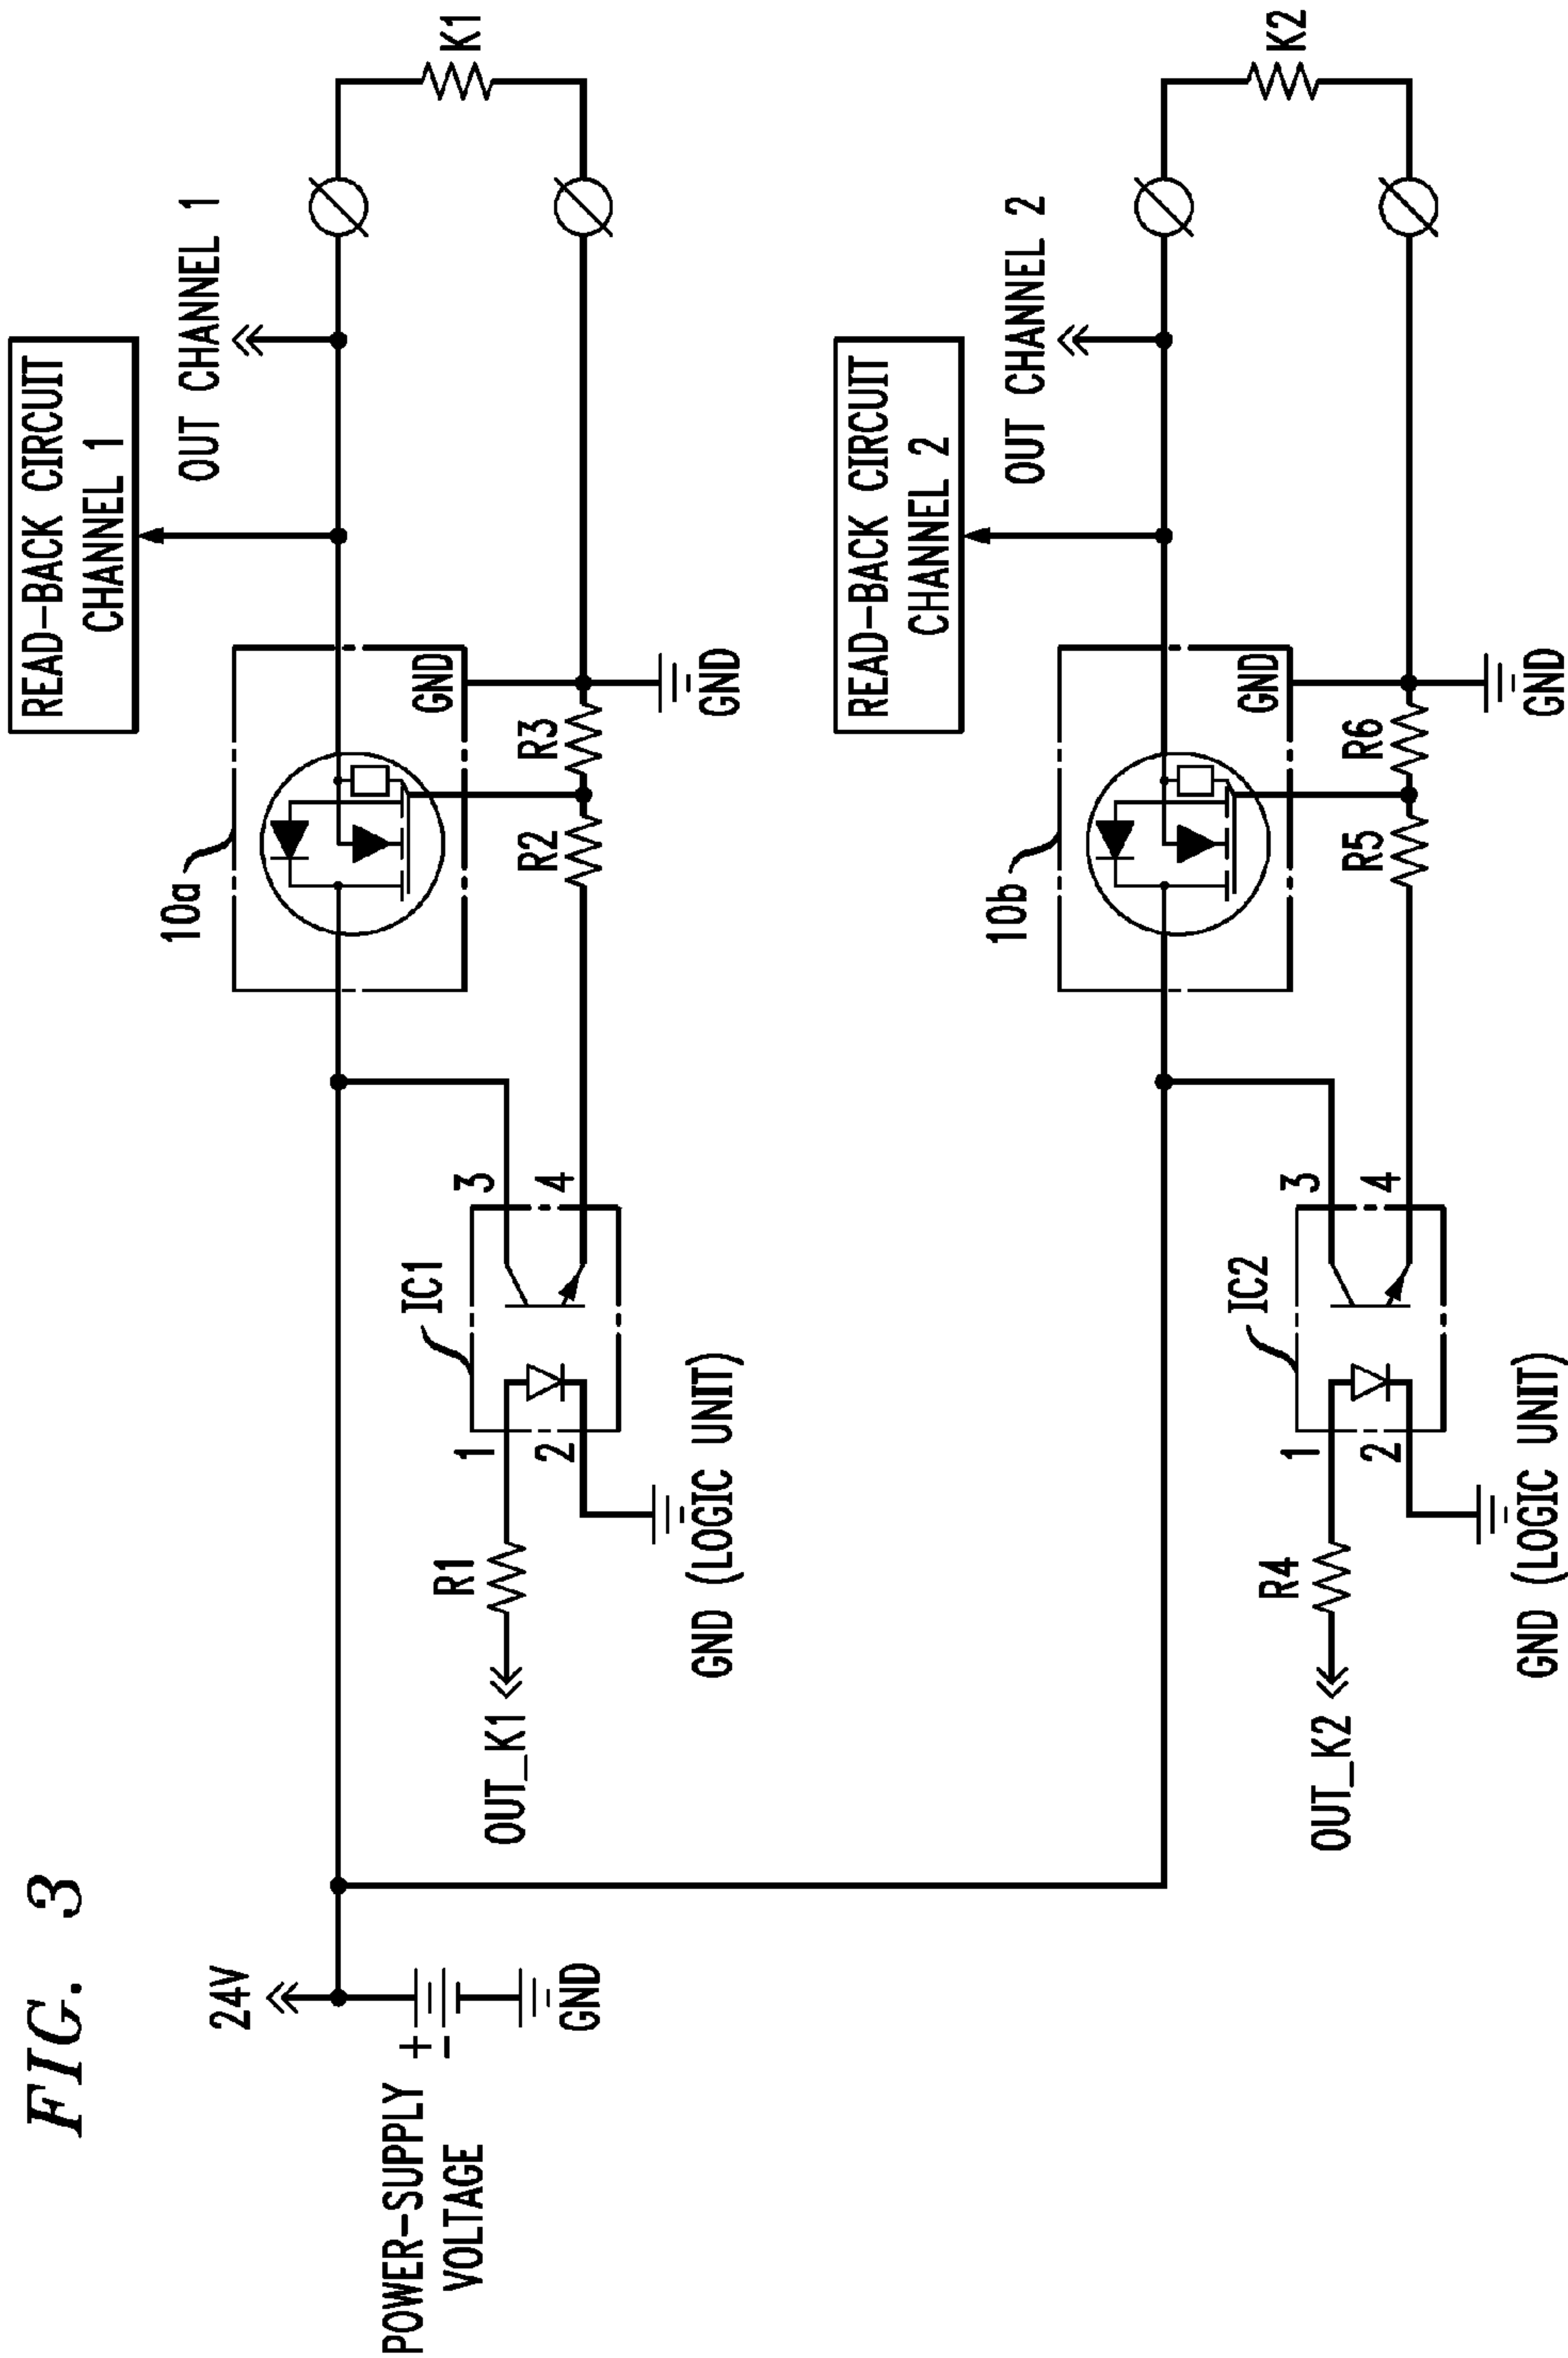 FIG. 3
READ-BACK CIRCUIT
CHANNEL 1
24V
10a
OUT CHANNEL 1
POWER-SUPPLY
VOLTAGE
+
-
GND
IC1
GND
K1
R1
1
3
OUT_K1
2
4
R2
R3
GND (LOGIC UNIT)
GND
READ-BACK CIRCUIT
CHANNEL 2
10b
OUT CHANNEL 2
IC2
GND
K2
R4
1
3
OUT_K2
2
4
R5
R6
GND (LOGIC UNIT)
GND